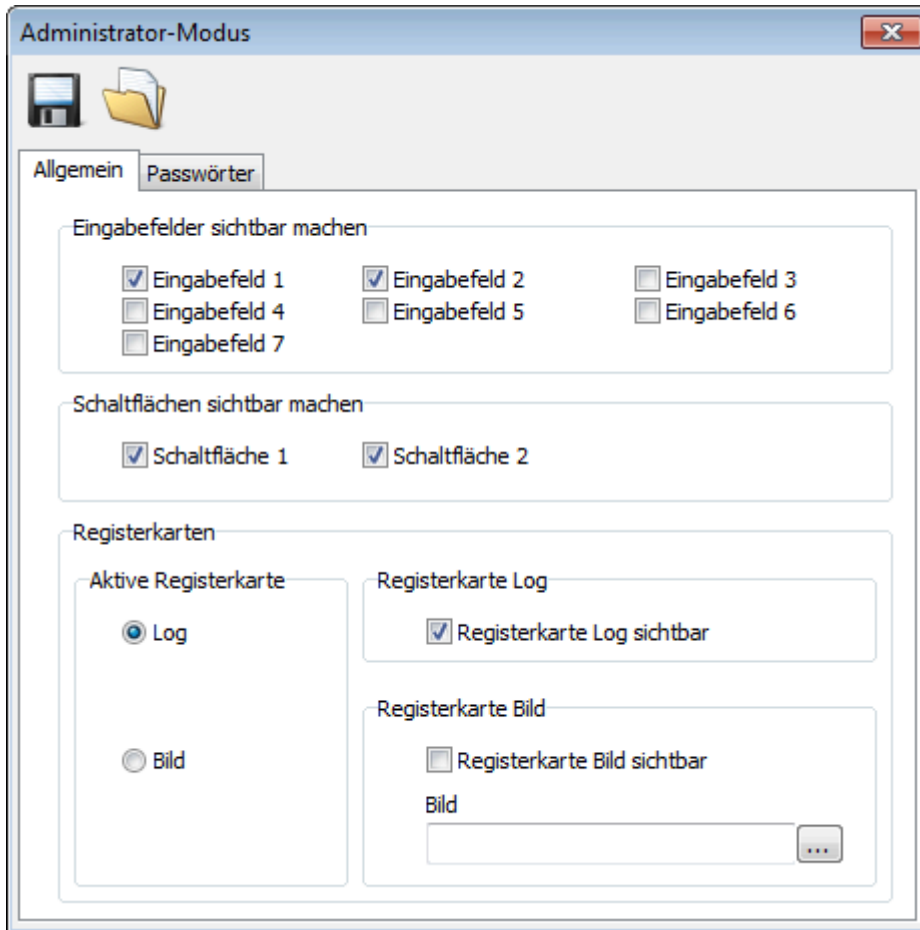 Administrator-Modus
Allgemein Passwörter
Eingabefelder sichtbar machen
Eingabefeld 1 Eingabefeld 2 Eingabefeld 3
Eingabefeld 4 Eingabefeld 5 Eingabefeld 6
Eingabefeld 7
Schaltflächen sichtbar machen
Schaltfläche 1 Schaltfläche 2
Registerkarten
Aktive Registerkarte Registerkarte Log
Log Registerkarte Log sichtbar
Registerkarte Bild
Bild Registerkarte Bild sichtbar
Bild
...